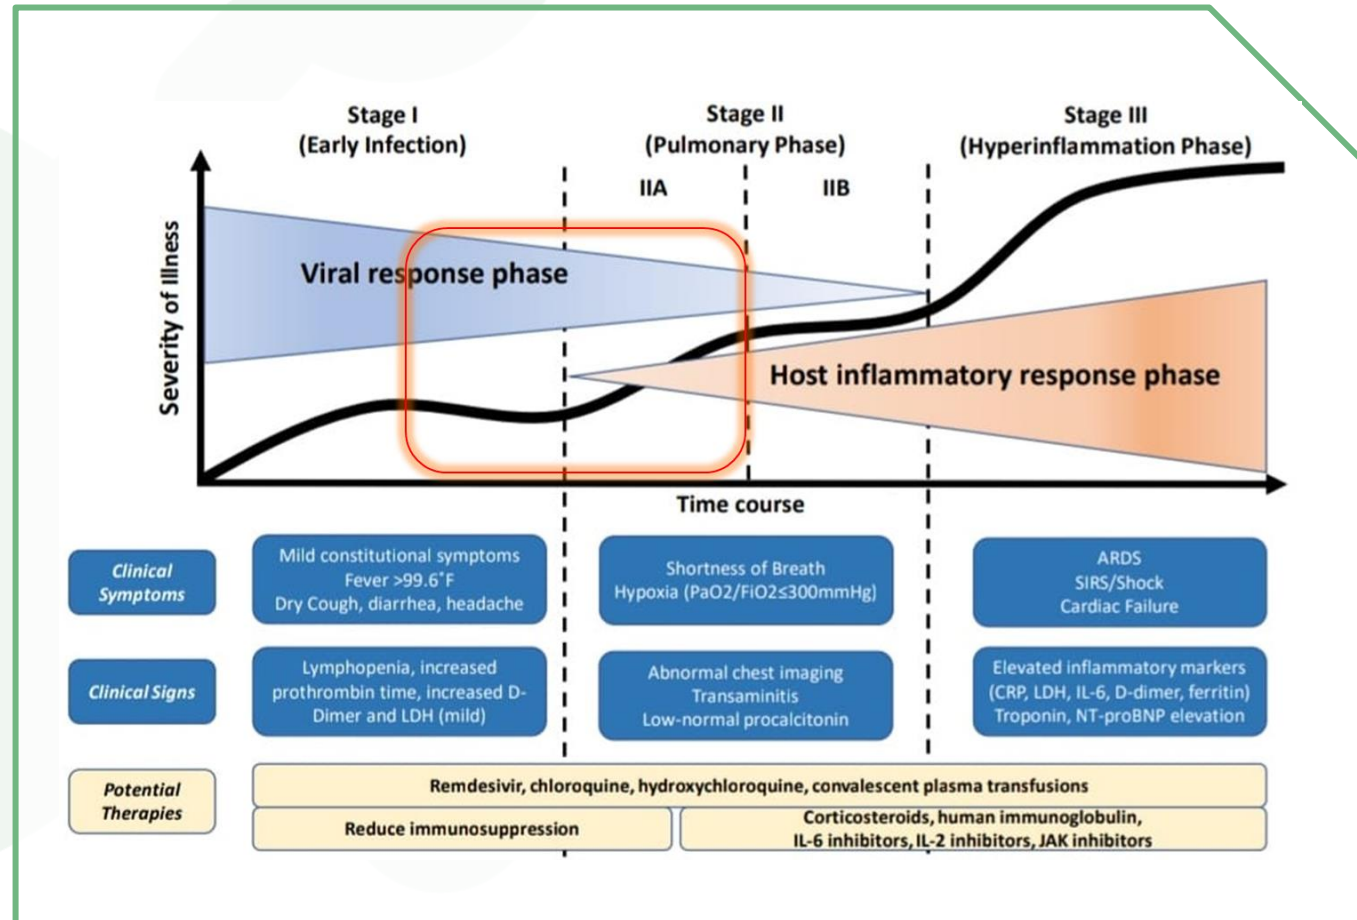 Stage I
(Early Infection)
Stage II
(Pulmonary Phase)
Stage III
(Hyperinflammation Phase)
IIA
IIB
Severity of Illness
Viral response phase
Host inflammatory response phase
Time course
Clinical
Symptoms
Mild constitutional symptoms
Fever >99.6°F
Dry Cough, diarrhea, headache
Shortness of Breath
Hypoxia (PaO2/FiO2≤300mmHg)
ARDS
SIRS/Shock
Cardiac Failure
Clinical Signs
Lymphopenia, increased
prothrombin time, increased D-
Dimer and LDH (mild)
Abnormal chest imaging
Transaminitis
Low-normal procalcitonin
Elevated inflammatory markers
(CRP, LDH, IL-6, D-dimer, ferritin)
Troponin, NT-proBNP elevation
Potential
Therapies
Remdesivir, chloroquine, hydroxychloroquine, convalescent plasma transfusions
Reduce immunosuppression
Corticosteroids, human immunoglobulin,
IL-6 inhibitors, IL-2 inhibitors, JAK inhibitors